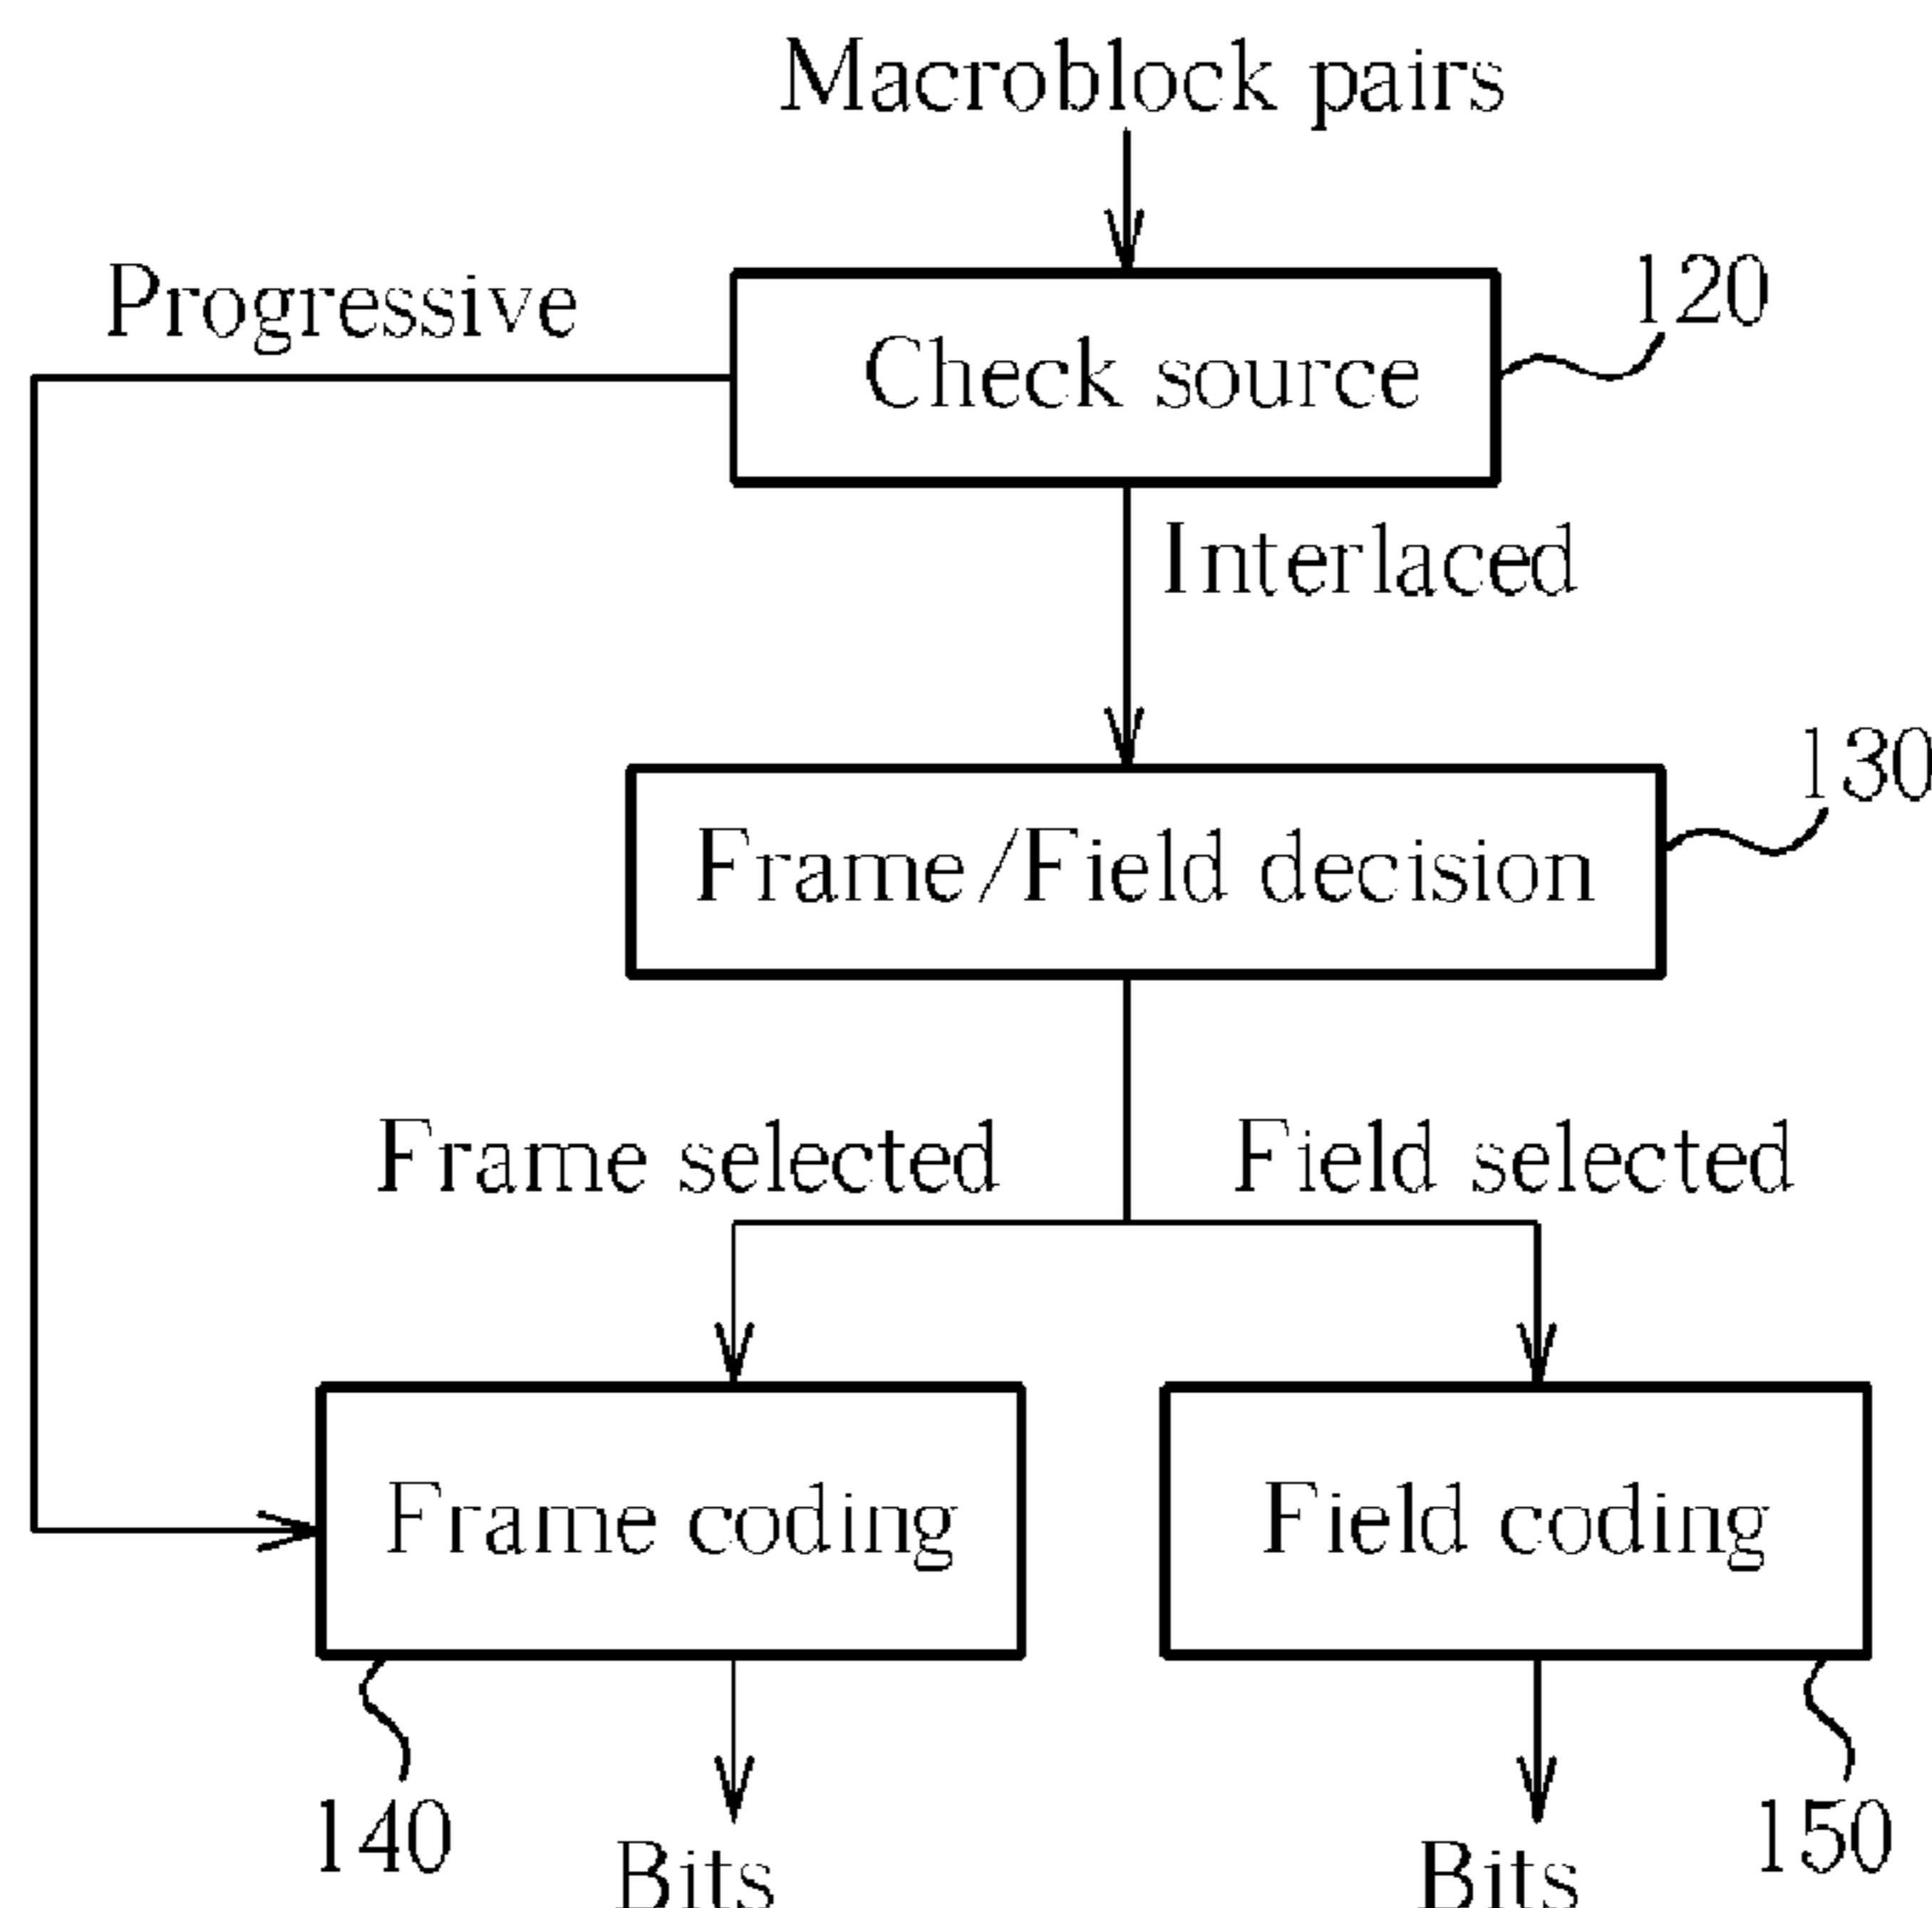 Macroblock pairs
Progressive
120
Check source
Interlaced
130
Frame/Field decision
Frame selected
Field selected
Frame coding
Field coding
140
Bits
Bits
150